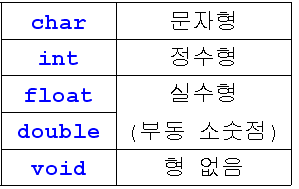 char 문자형
int 정수형
float 실수형
double (부동 소숫점)
void 형 없음